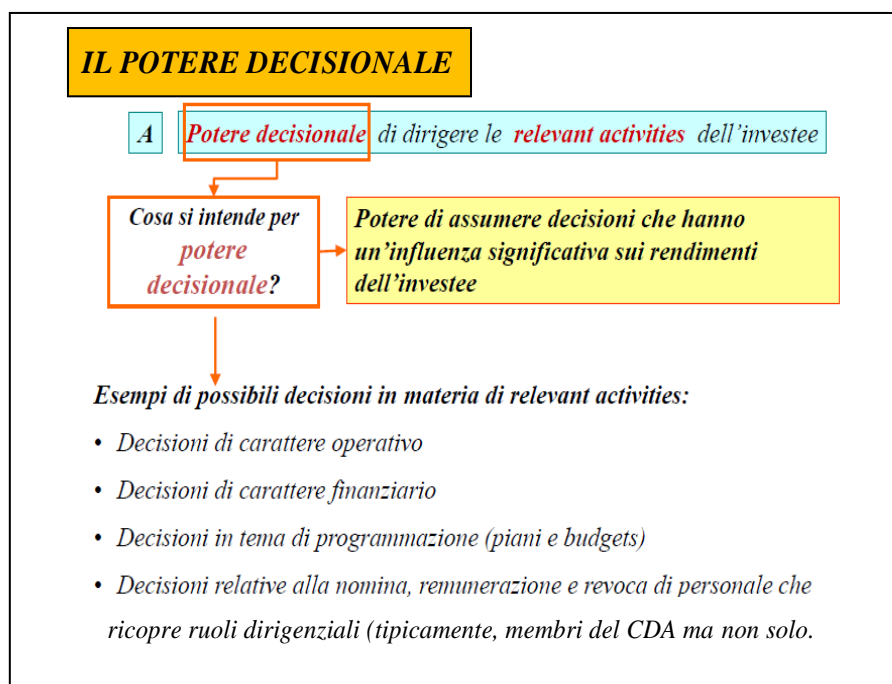 IL POTERE DECISIONALE
A Potere decisionale di dirigere le relevant activities dell'investee
Cosa si intende per
potere
decisionale?
Potere di assumere decisioni che hanno
un'influenza significativa sui rendimenti
dell'investee
Esempi di possibili decisioni in materia di relevant activities:
• Decisioni di carattere operativo
• Decisioni di carattere finanziario
• Decisioni in tema di programmazione (piani e budgets)
• Decisioni relative alla nomina, remunerazione e revoca di personale che
ricopre ruoli dirigenziali (tipicamente, membri del CDA ma non solo.